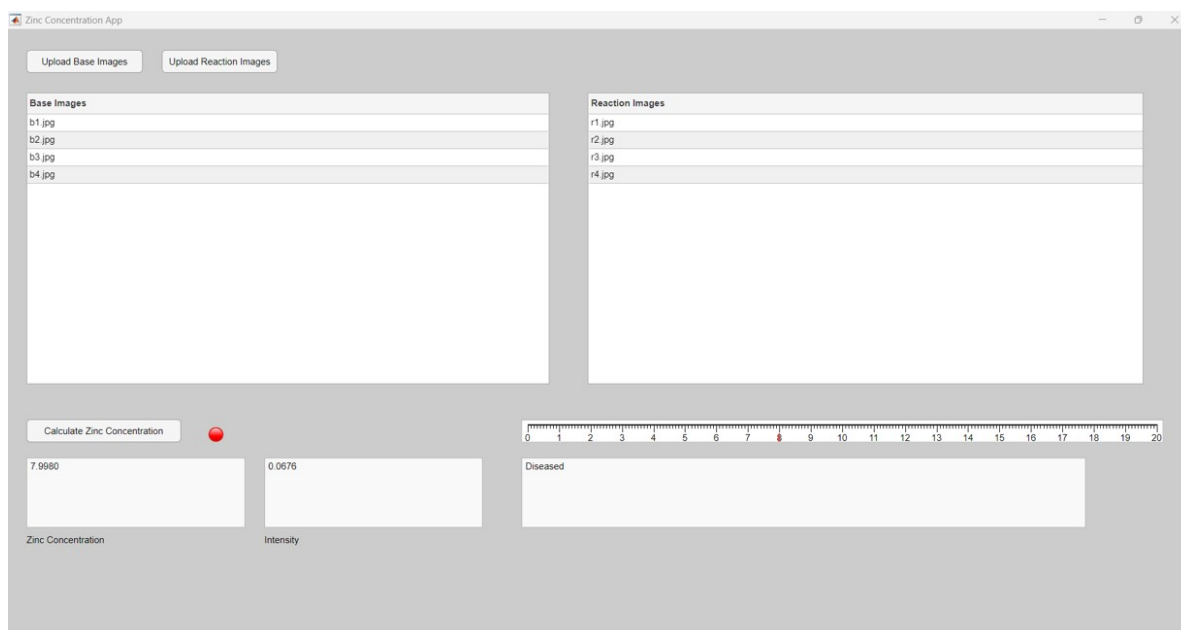 Zinc Concentration App
Upload Base Images Upload Reaction Images
Base Images
b1.jpg
b2.jpg
b3.jpg
b4.jpg
Reaction Images
r1.jpg
r2.jpg
r3.jpg
r4.jpg
Calculate Zinc Concentration
0 1 2 3 4 5 6 7 8 9 10 11 12 13 14 15 16 17 18 19 20
7.9980
Zinc Concentration
0.0676
Intensity
Diseased